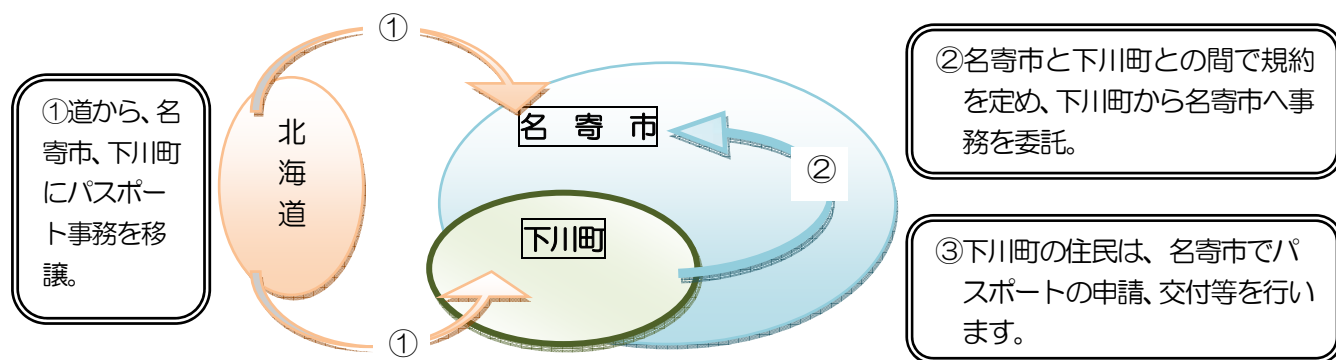 ①道から、名
寄市、下川町
にパスポー
ト事務を移
譲。
①
北
海
道
①
名 寄 市
下川町
②
②名寄市と下川町との間で規約
を定め、下川町から名寄市へ事
務を委託。
③下川町の住民は、名寄市でパ
スポートの申請、交付等を行い
ます。